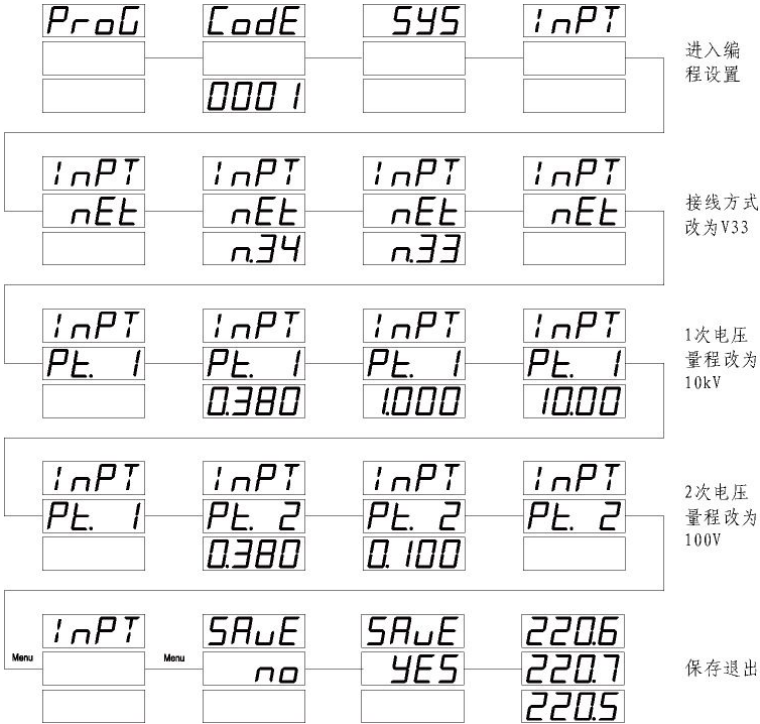 ProG CodE SYS InPT
0001
进入编
程设置
InPT InPT InPT InPT
nEt nEt nEt nEt
n.34 n.33
接线方式
改为V33
InPT InPT InPT InPT
Pt. 1 Pt. 1 Pt. 1 Pt. 1
0.380 1.000 10.00
1次电压
量程改为
10kV
InPT InPT InPT InPT
Pt. 1 Pt. 2 Pt. 2 Pt. 2
0.380 0.100
2次电压
量程改为
100V
InPT SAvE SAvE 220.6
Menu Menu no YES 220.7
220.5
保存退出